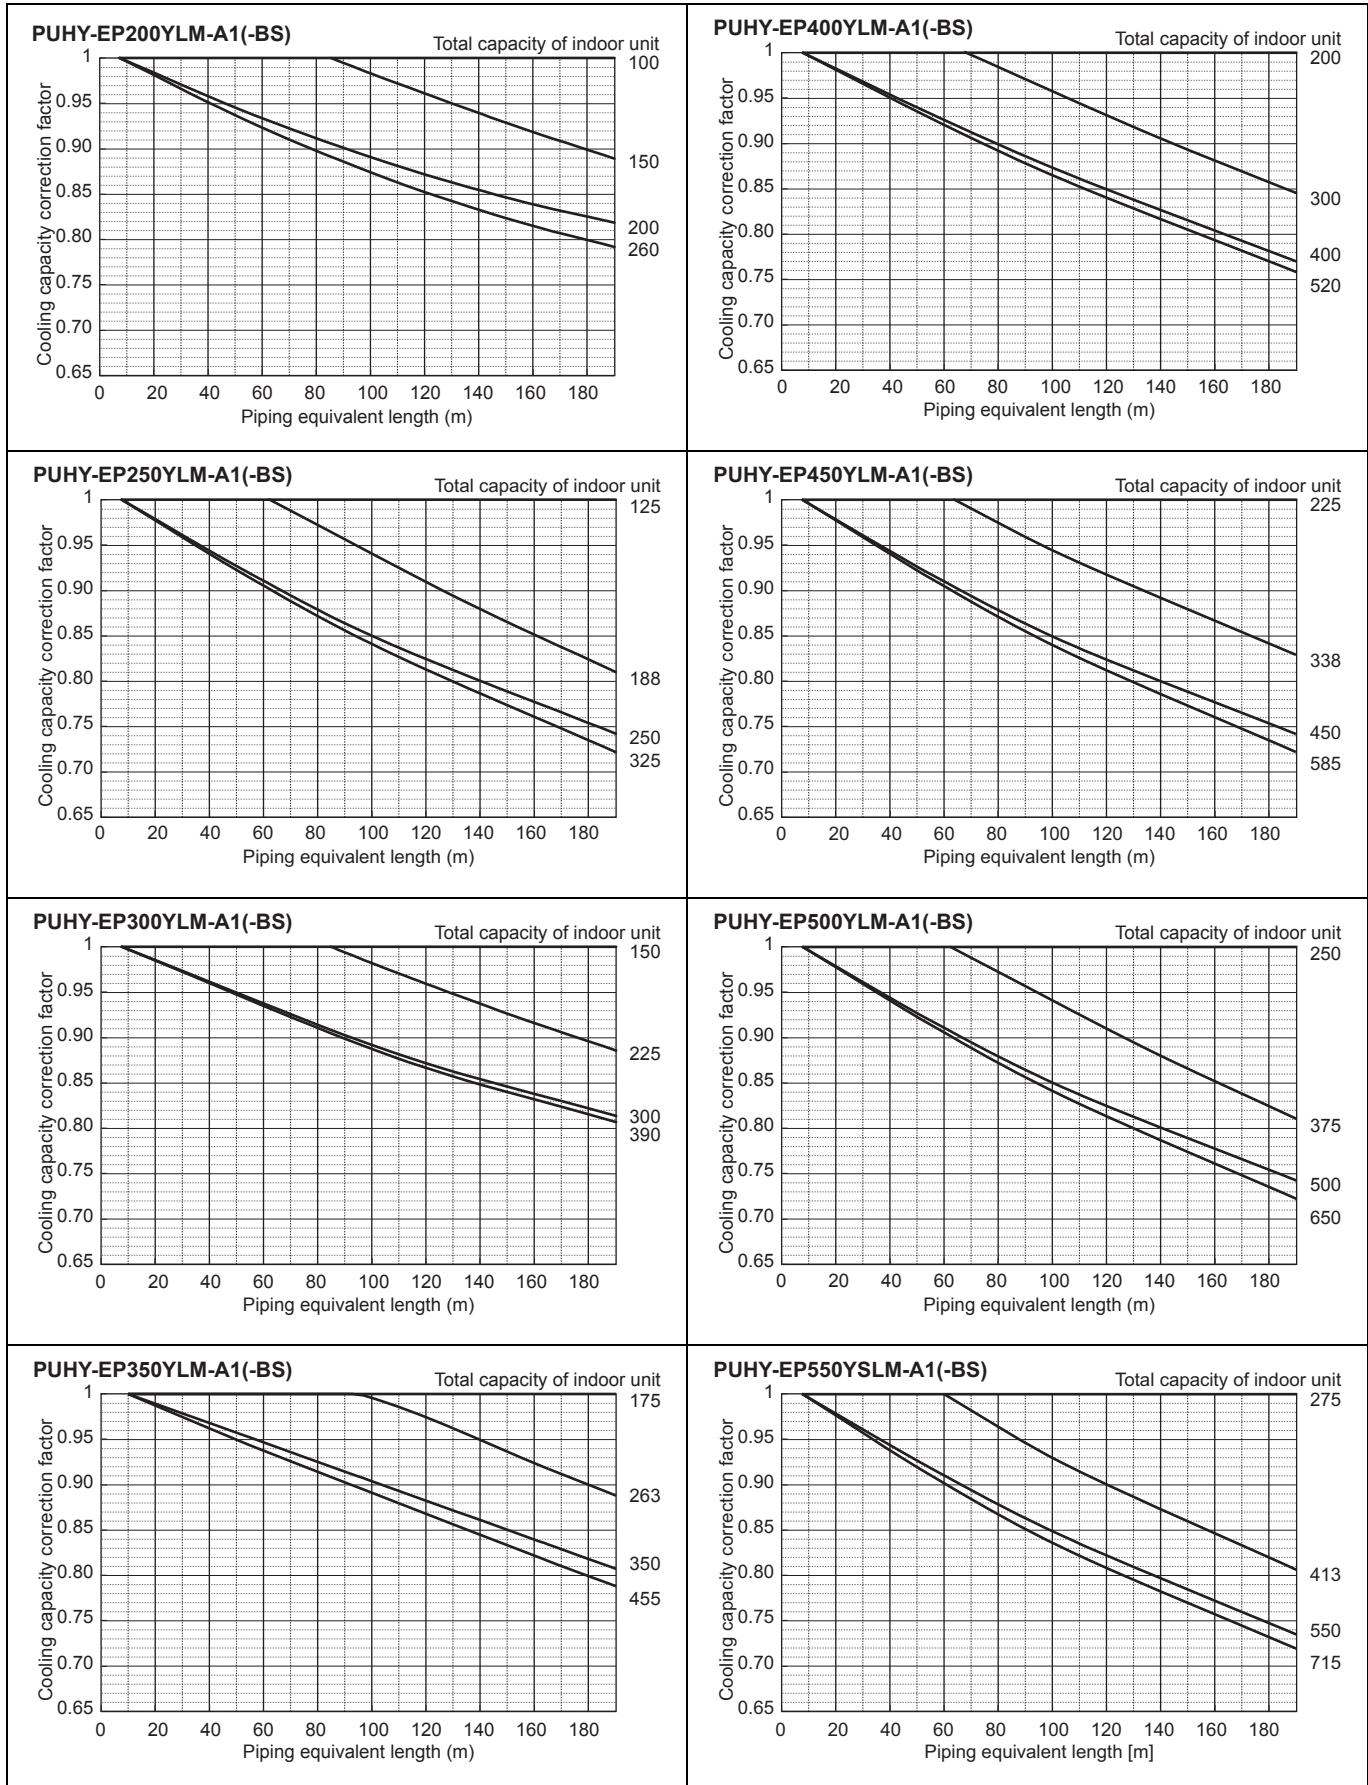 PUHY-EP200YLM-A1(-BS)
Total capacity of indoor unit
Cooling capacity correction factor
1
0.95
0.90
0.85
0.80
0.75
0.70
0.65
100
150
200
260
0 20 40 60 80 100 120 140 160 180
Piping equivalent length (m)
PUHY-EP400YLM-A1(-BS)
Total capacity of indoor unit
Cooling capacity correction factor
1
0.95
0.90
0.85
0.80
0.75
0.70
0.65
200
300
400
520
0 20 40 60 80 100 120 140 160 180
Piping equivalent length (m)
PUHY-EP250YLM-A1(-BS)
Total capacity of indoor unit
Cooling capacity correction factor
1
0.95
0.90
0.85
0.80
0.75
0.70
0.65
125
188
250
325
0 20 40 60 80 100 120 140 160 180
Piping equivalent length (m)
PUHY-EP450YLM-A1(-BS)
Total capacity of indoor unit
Cooling capacity correction factor
1
0.95
0.90
0.85
0.80
0.75
0.70
0.65
225
338
450
585
0 20 40 60 80 100 120 140 160 180
Piping equivalent length (m)
PUHY-EP300YLM-A1(-BS)
Total capacity of indoor unit
Cooling capacity correction factor
1
0.95
0.90
0.85
0.80
0.75
0.70
0.65
150
225
300
390
0 20 40 60 80 100 120 140 160 180
Piping equivalent length (m)
PUHY-EP500YLM-A1(-BS)
Total capacity of indoor unit
Cooling capacity correction factor
1
0.95
0.90
0.85
0.80
0.75
0.70
0.65
250
375
500
650
0 20 40 60 80 100 120 140 160 180
Piping equivalent length (m)
PUHY-EP350YLM-A1(-BS)
Total capacity of indoor unit
Cooling capacity correction factor
1
0.95
0.90
0.85
0.80
0.75
0.70
0.65
175
263
350
455
0 20 40 60 80 100 120 140 160 180
Piping equivalent length (m)
PUHY-EP550YSLM-A1(-BS)
Total capacity of indoor unit
Cooling capacity correction factor
1
0.95
0.90
0.85
0.80
0.75
0.70
0.65
275
413
550
715
0 20 40 60 80 100 120 140 160 180
Piping equivalent length [m]